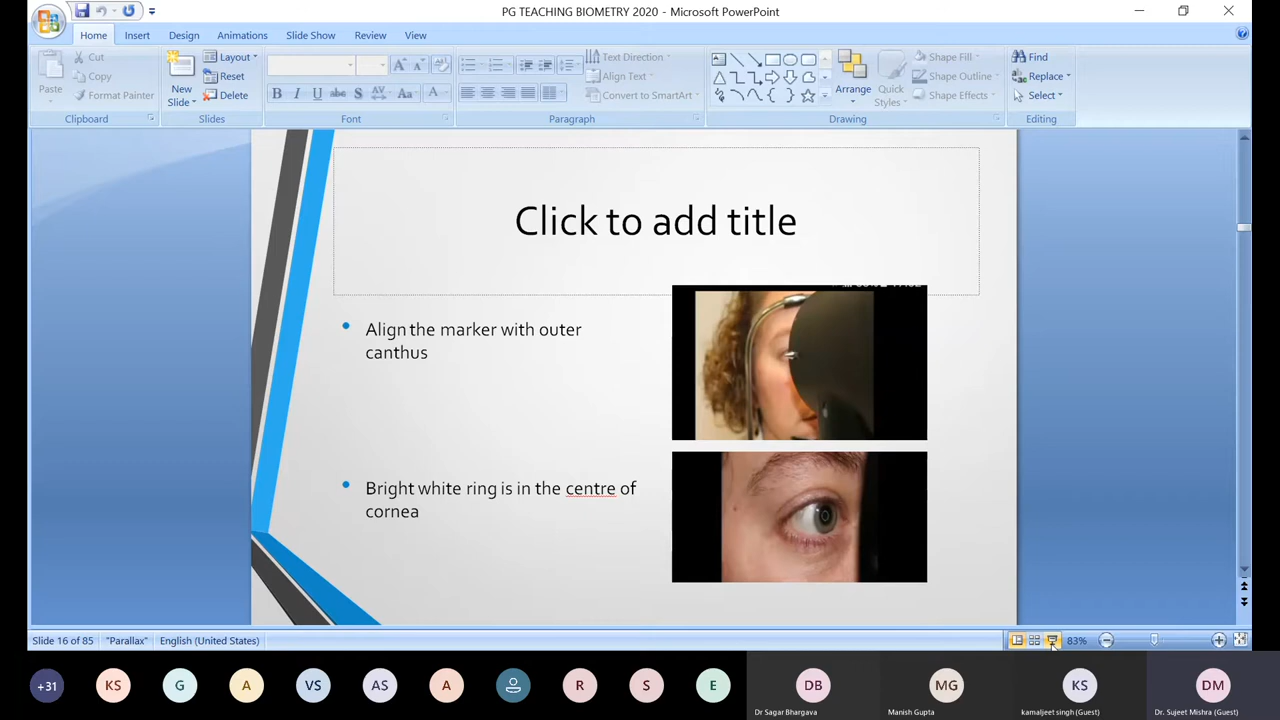 PG TEACHING BIOMETRY 2020 - Microsoft PowerPoint
Home Insert Design Slide Show Animations Review View
Cut
Copy
Format Painter
Paste
Clipboard
New
Slide
Layout
Reset
Delete
Slides
B I U abc S AV Aa A
Font
Text Direction
Align Text
Convert to SmartArt
Paragraph
Arrange
Quick
Styles
Shape Fill
Shape Outline
Shape Effects
Drawing
Find
Replace
Select
Editing
Click to add title
Align the marker with outer
canthus
Bright white ring is in the centre of
cornea
Slide 16 of 85 "Parallax" English (United States) 83%
+31 KS G A VS AS A R S E DB MG KS DM
Dr Sagar Bhargava Manish Gupta kamaljeet singh (Guest) Dr. Sujeet Mishra (Guest)